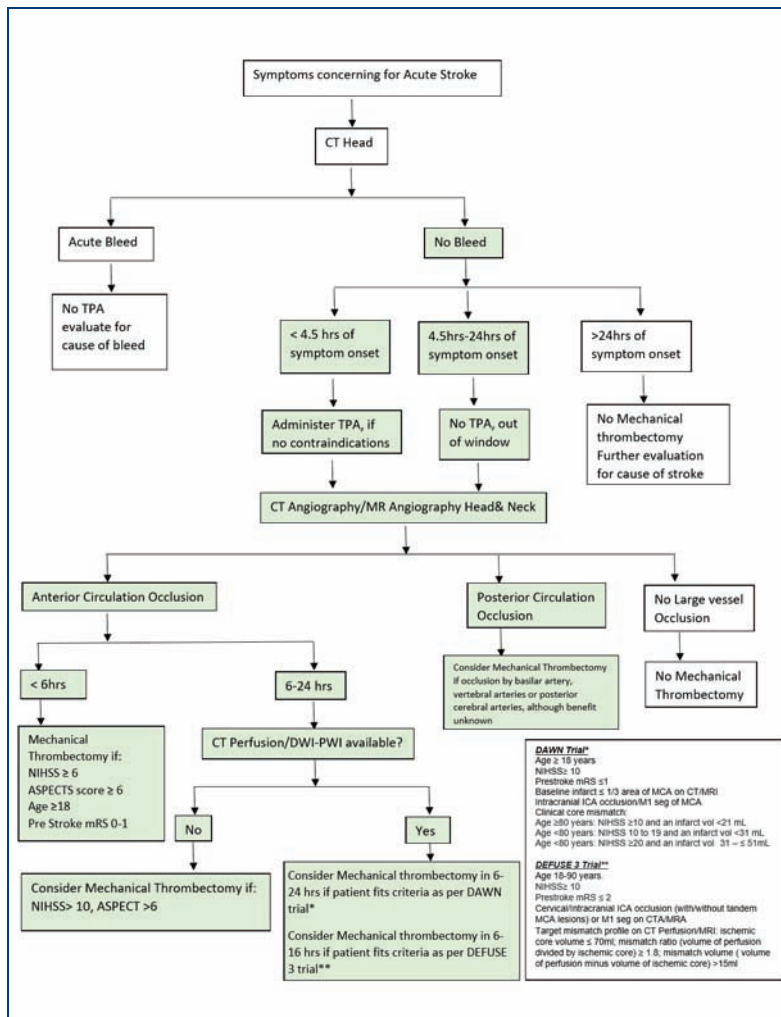 Symptoms concerning for Acute Stroke
CT Head
Acute Bleed
No Bleed
No TPA
evaluate for
cause of bleed
< 4.5 hrs of
symptom onset
4.5hrs-24hrs of
symptom onset
>24hrs of
symptom onset
Administer TPA, if
no contraindications
No TPA, out
of window
No Mechanical
thrombectomy
Further evaluation
for cause of stroke
CT Angiography/MR Angiography Head& Neck
Anterior Circulation Occlusion
Posterior Circulation
Occlusion
No Large vessel
Occlusion
< 6hrs
6-24 hrs
Consider Mechanical Thrombectomy
if occlusion by basilar artery,
vertebral arteries or posterior
cerebral arteries, although benefit
unknown
No Mechanical
Thrombectomy
Mechanical
Thrombectomy if:
NIHSS ≥ 6
ASPECTS score ≥ 6
Age ≥18
Pre Stroke mRS 0-1
CT Perfusion/DWI-PWI available?
No
Yes
Consider Mechanical Thrombectomy if:
NIHSS> 10, ASPECT >6
Consider Mechanical thrombectomy in 6-
24 hrs if patient fits criteria as per DAWN
trial*
Consider Mechanical thrombectomy in 6-
16 hrs if patient fits criteria as per DEFUSE
3 trial**
DAWN Trial*
Age ≥ 18 years
NIHSS≥ 10
Prestroke mRS ≤1
Baseline infarct ≤ 1/3 area of MCA on CT/MRI
Intracranial ICA occlusion/M1 seg of MCA
Clinical core mismatch:
Age ≥80 years: NIHSS ≥10 and an infarct vol <21 mL
Age <80 years: NIHSS 10 to 19 and an infarct vol <31 mL
Age <80 years: NIHSS ≥20 and an infarct vol 31 – ≤ 51mL
DEFUSE 3 Trial**
Age 18-90 years
NIHSS≥ 10
Prestroke mRS ≤ 2
Cervical/Intracranial ICA occlusion (with/without tandem
MCA lesions) or M1 seg on CTA/MRA
Target mismatch profile on CT Perfusion/MRI: ischemic
core volume ≤ 70ml; mismatch ratio (volume of perfusion
divided by ischemic core) ≥ 1.8; mismatch volume ( volume
of perfusion minus volume of ischemic core) >15ml